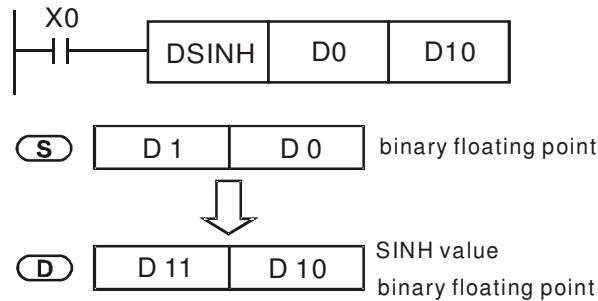 X0
DSINH D0 D10
S D 1 D 0 binary floating point
D D 11 D 10 SINH value
binary floating point